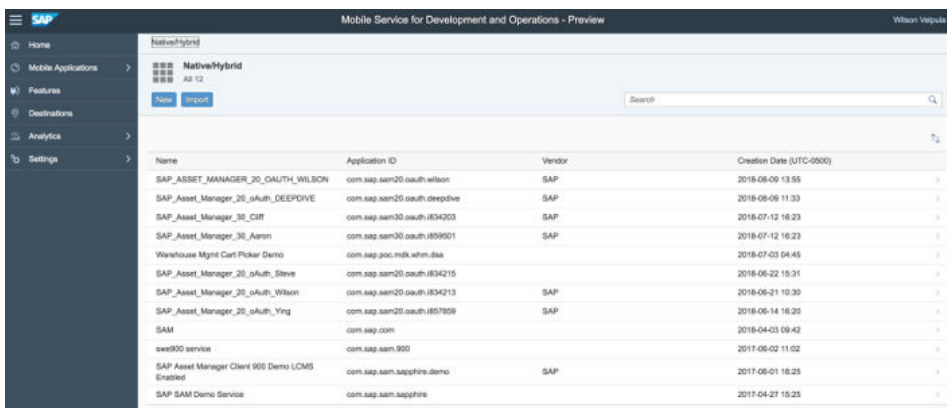 SAP
Mobile Service for Development and Operations - Preview
Wilson Velpula
Home
Mobile Applications
Features
Destinations
Analytics
Settings
Native/Hybrid
Native/Hybrid
All 12
New Import
Search
Name Application ID Vendor Creation Date (UTC-0500)
SAP_ASSET_MANAGER_20_OAUTH_WILSON com.sap.sam20.oauth.wilson SAP 2018-08-09 13:55
SAP_Asset_Manager_20_oAuth_DEEPDIVE com.sap.sam20.oauth.deepdive SAP 2018-08-09 11:33
SAP_Asset_Manager_30_Cliff com.sap.sam30.oauth.i834203 SAP 2018-07-12 16:23
SAP_Asset_Manager_30_Aaron com.sap.sam30.oauth.i859501 SAP 2018-07-12 16:23
Warehouse Mgmt Cart Picker Demo com.sap.poc.mdk.whm.dsa 2018-07-03 04:45
SAP_Asset_Manager_20_oAuth_Steve com.sap.sam20.oauth.i834215 2018-06-22 15:31
SAP_Asset_Manager_20_oAuth_Wilson com.sap.sam20.oauth.i834213 SAP 2018-06-21 10:30
SAP_Asset_Manager_20_oAuth_Ying com.sap.sam20.oauth.i857859 SAP 2018-06-14 16:20
SAM com.sap.com 2018-04-03 09:42
swe900 service com.sap.sam.900 2017-06-02 11:02
SAP Asset Manager Client 900 Demo LCMS
Enabled com.sap.sam.sapphire.demo SAP 2017-06-01 16:25
SAP SAM Demo Service com.sap.sam.sapphire 2017-04-27 15:25